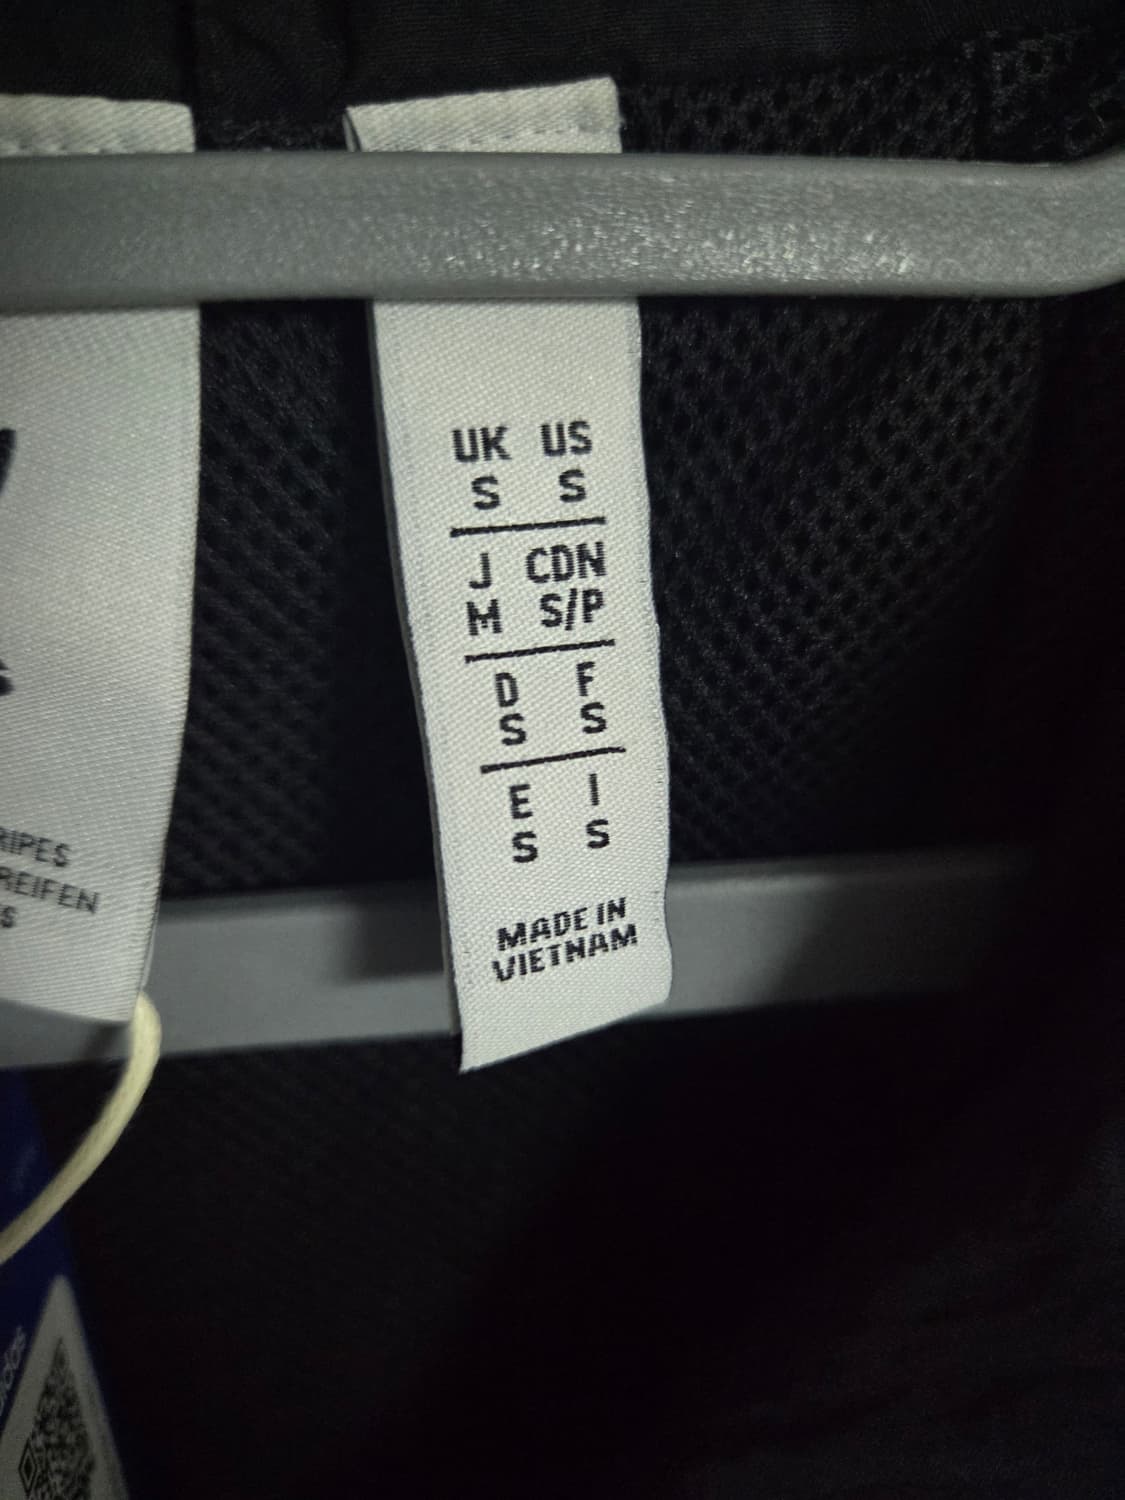 UK US
S S
J CDN
M S/P
D F
S S
E I
S S
MADE IN
VIETNAM
RIPES
REIFEN
S